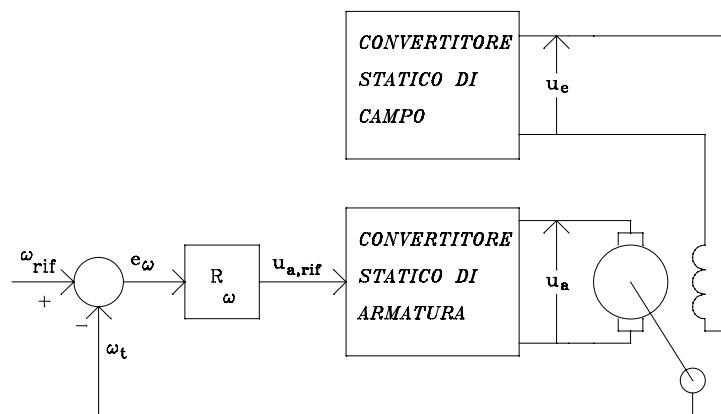 CONVERTITORE
STATICO DI
CAMPO
u_e
ω_rif
+
−
e_ω
R_ω
u_a,rif
CONVERTITORE
STATICO DI
ARMATURA
u_a
ω_t